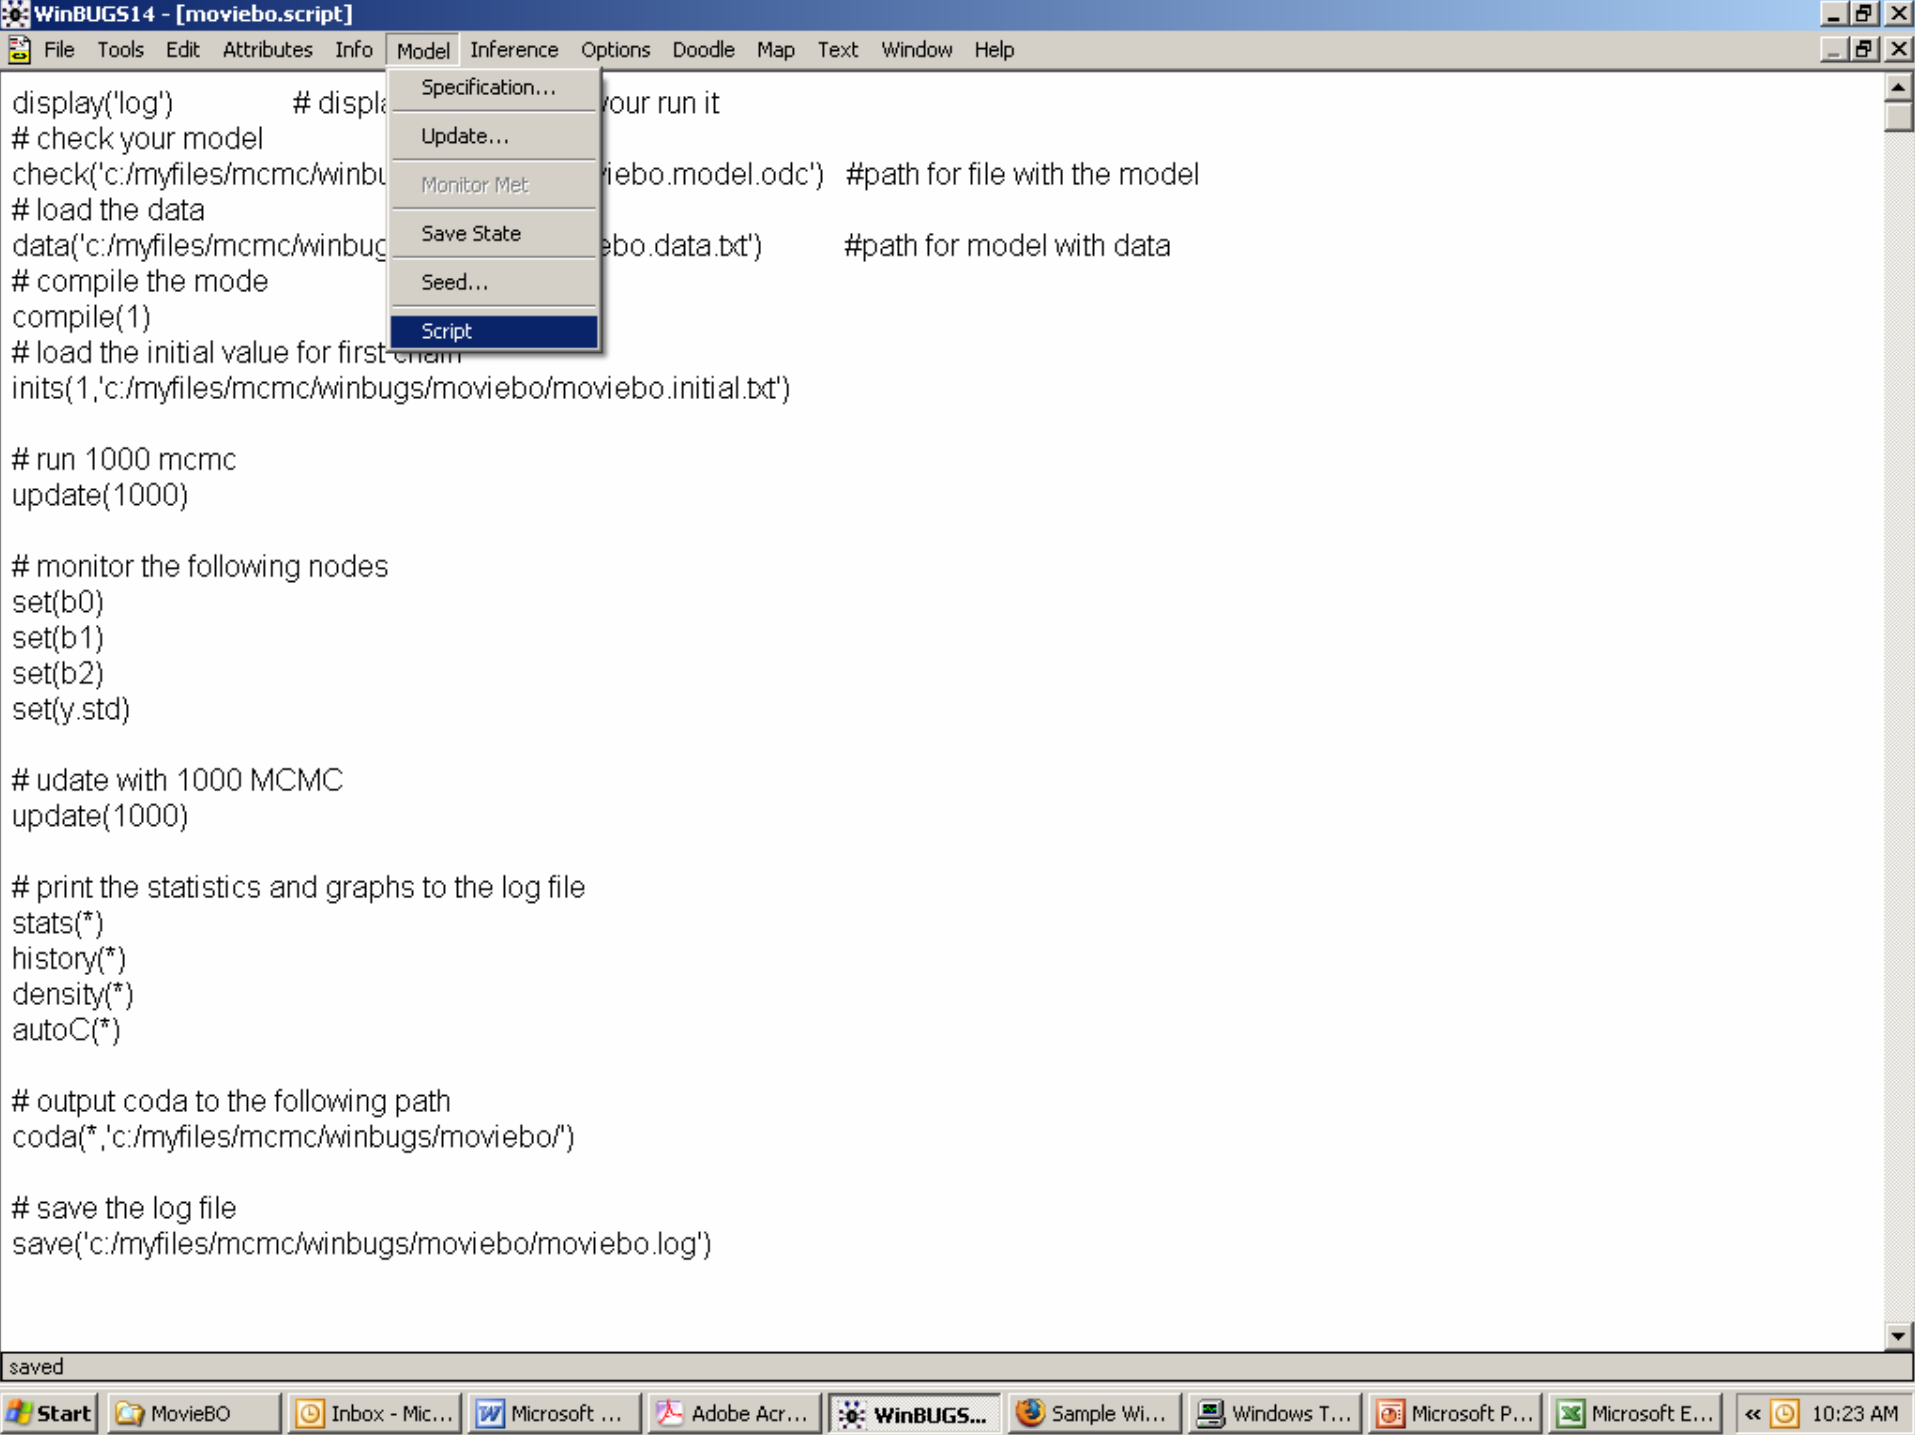 WinBUGS14 - [moviebo.script]
File Tools Edit Attributes Info Model Inference Options Doodle Map Text Window Help
Specification...
Update...
Monitor Met
Save State
Seed...
Script
display('log') # displa your run it
# check your model
check('c:/myfiles/mcmc/winbu iebo.model.odc') #path for file with the model
# load the data
data('c:/myfiles/mcmc/winbug ebo.data.txt') #path for model with data
# compile the mode
compile(1)
# load the initial value for first chain
inits(1,'c:/myfiles/mcmc/winbugs/moviebo/moviebo.initial.txt')
# run 1000 mcmc
update(1000)
# monitor the following nodes
set(b0)
set(b1)
set(b2)
set(y.std)
# udate with 1000 MCMC
update(1000)
# print the statistics and graphs to the log file
stats(*)
history(*)
density(*)
autoC(*)
# output coda to the following path
coda(*,'c:/myfiles/mcmc/winbugs/moviebo/')
# save the log file
save('c:/myfiles/mcmc/winbugs/moviebo/moviebo.log')
saved
Start MovieBO Inbox - Mic... Microsoft ... Adobe Acr... WinBUGS... Sample Wi... Windows T... Microsoft P... Microsoft E... « 10:23 AM